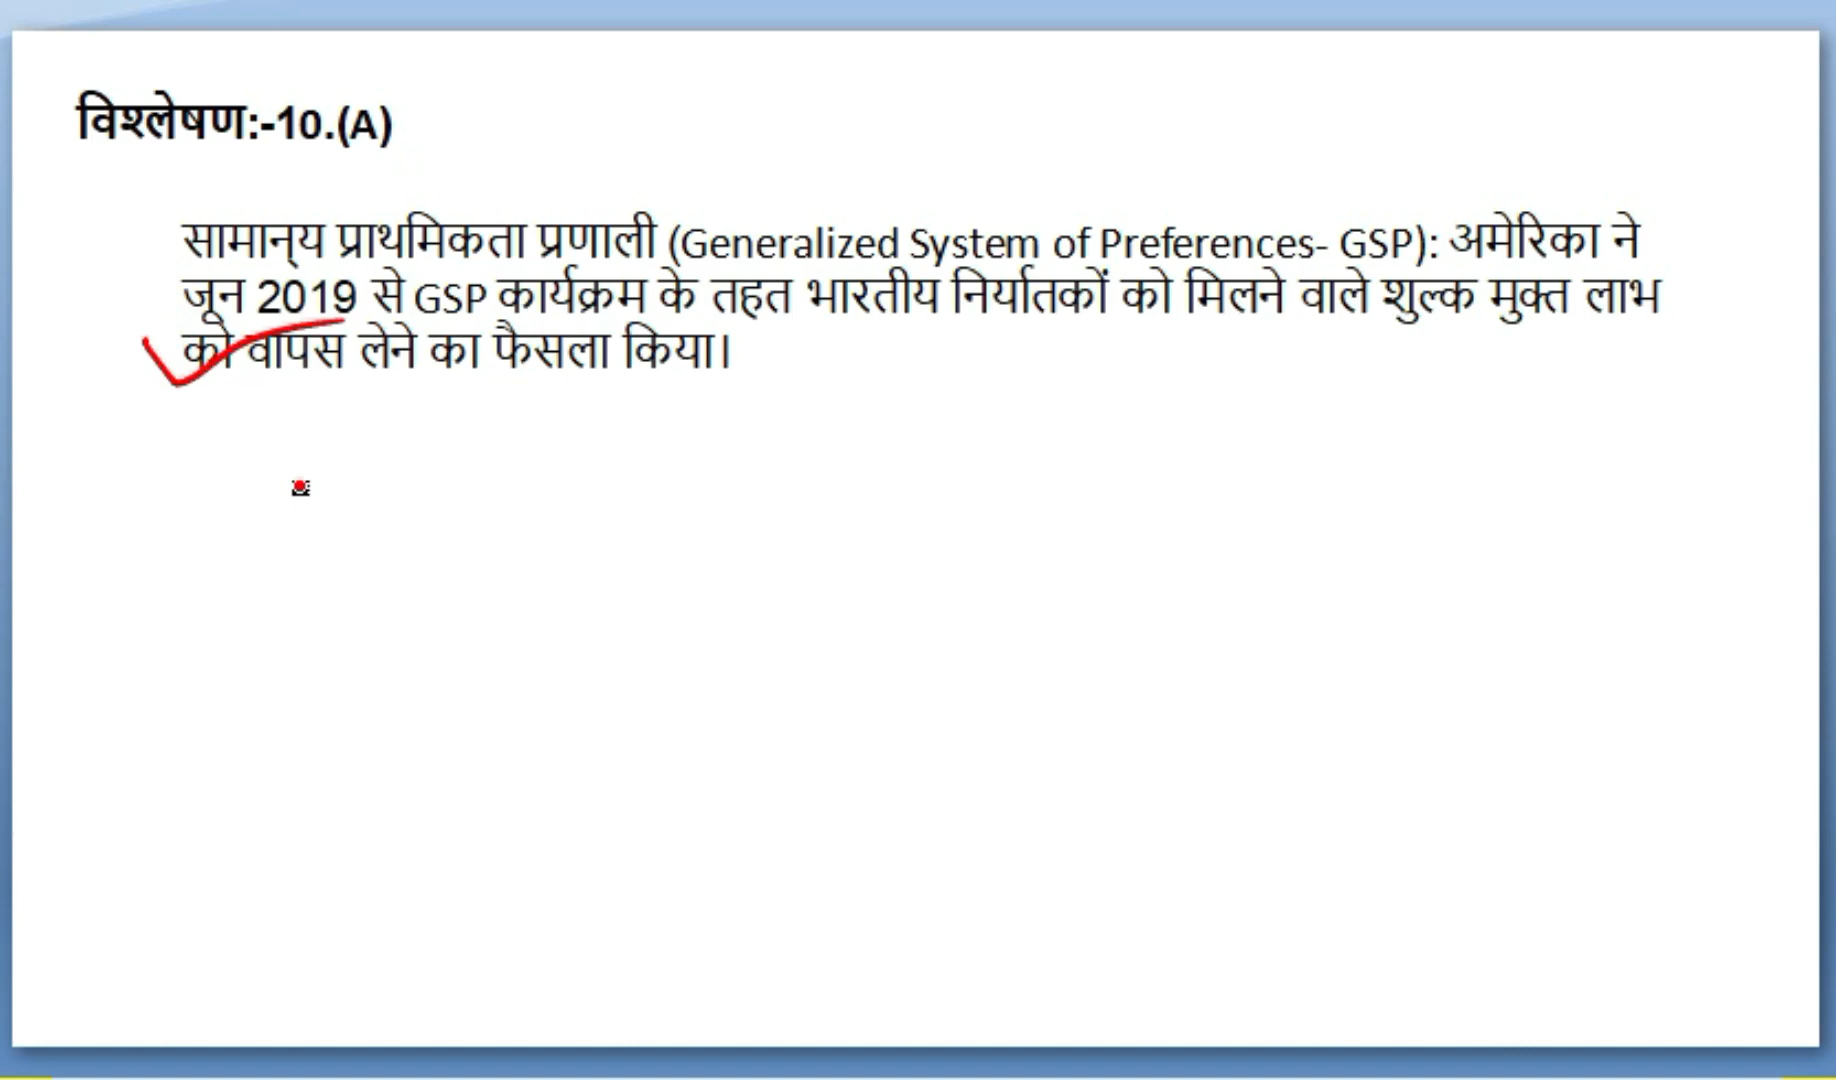 विश्लेषण:-10.(A)
सामान्य प्राथमिकता प्रणाली (Generalized System of Preferences- GSP): अमेरिका ने
जून 2019 से GSP कार्यक्रम के तहत भारतीय निर्यातकों को मिलने वाले शुल्क मुक्त लाभ
को वापस लेने का फैसला किया।